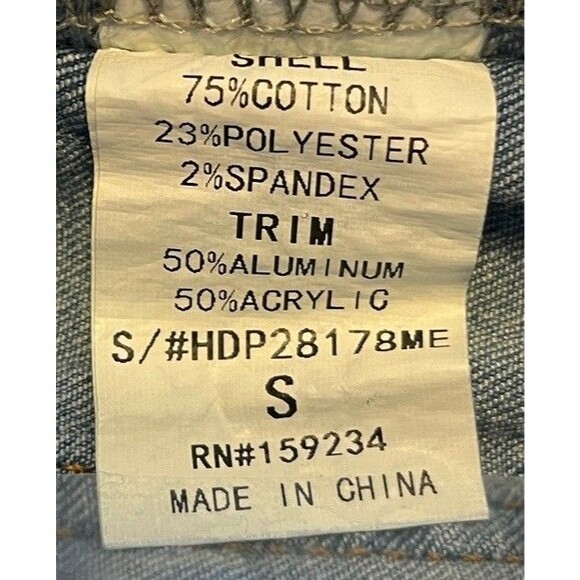 SHELL
75%COTTON
23%POLYESTER
2%SPANDEX
TRIM
50%ALUMINUM
50%ACRYLIC
S/#HDP28178ME
S
RN#159234
MADE IN CHINA